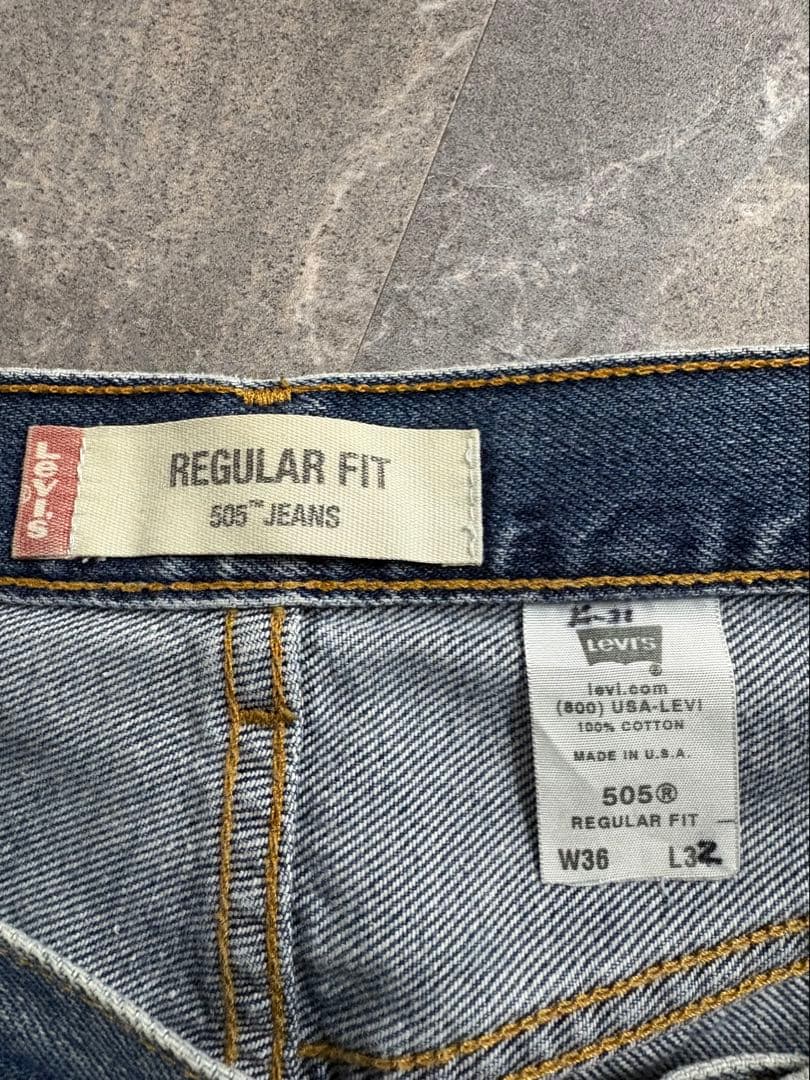 Levi's
REGULAR FIT
505™ JEANS
Levi's
®
levi.com
(800) USA-LEVI
100% COTTON
MADE IN U.S.A.
505®
REGULAR FIT
W36 L32